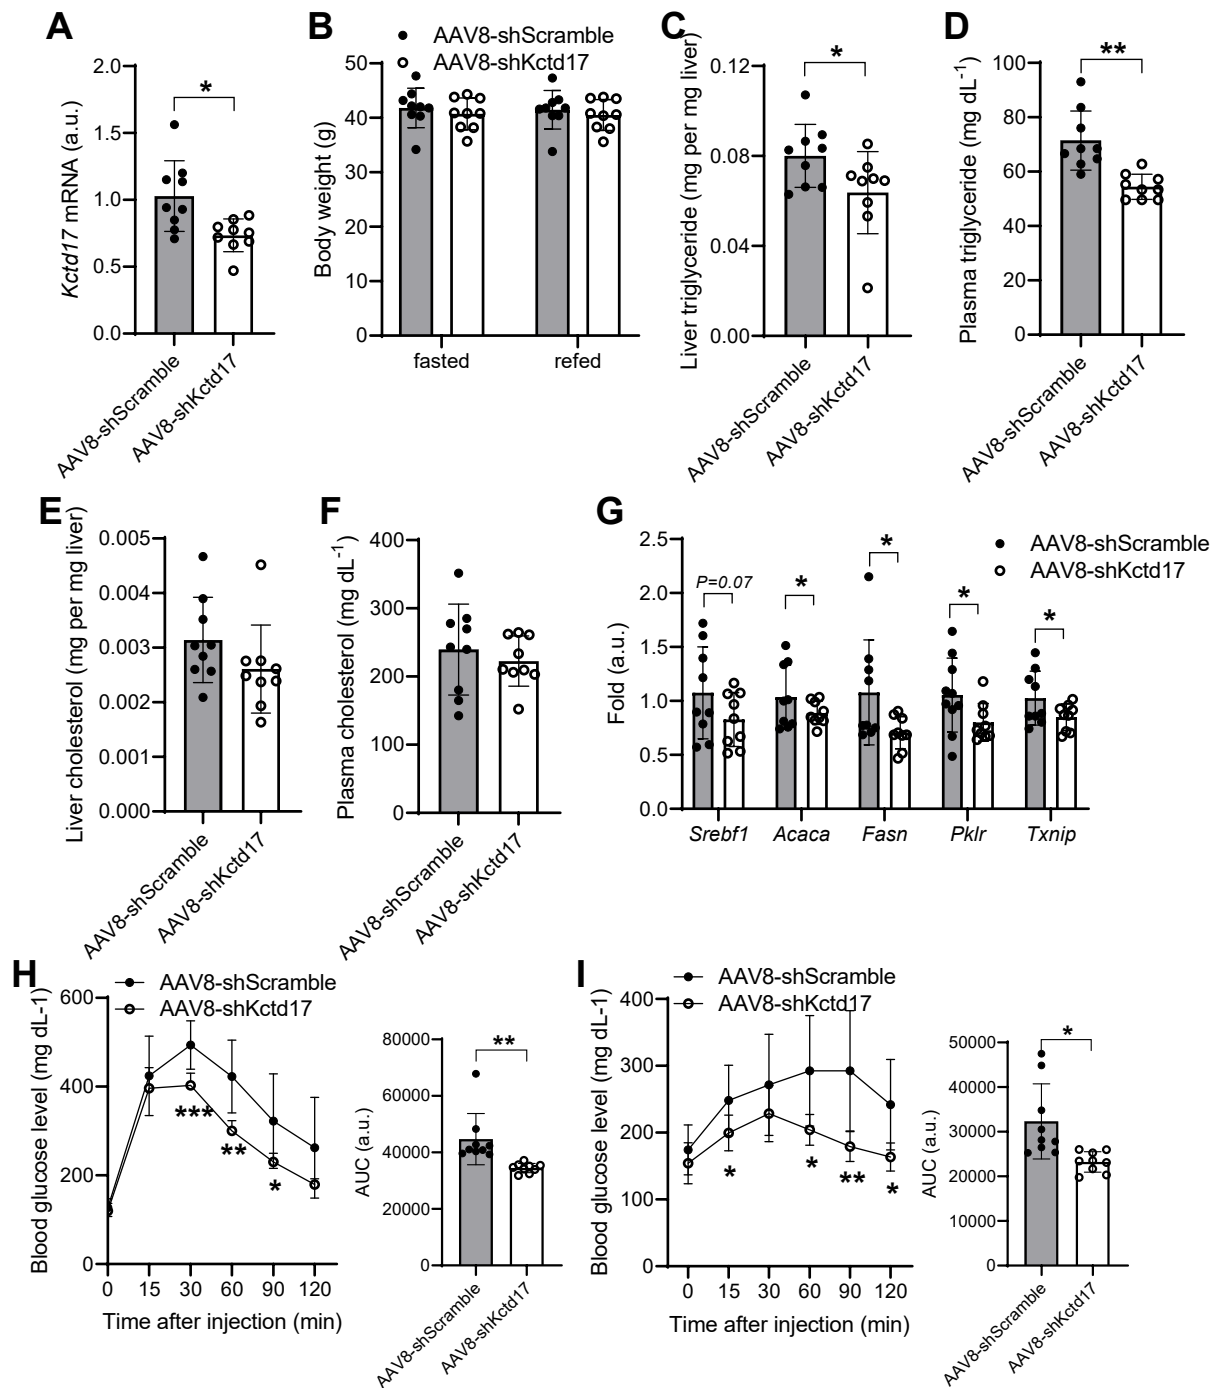 A
2.0
1.5
1.0
0.5
0.0
Kctd17 mRNA (a.u.)
*
AAV8-shScramble
AAV8-shKctd17
B
AAV8-shScramble
AAV8-shKctd17
50
40
30
20
10
0
Body weight (g)
fasted
refed
C
0.12
0.08
0.04
0.00
Liver triglyceride (mg per mg liver)
*
AAV8-shScramble
AAV8-shKctd17
D
100
80
60
40
20
0
Plasma triglyceride (mg dL-1)
**
AAV8-shScramble
AAV8-shKctd17
E
0.005
0.004
0.003
0.002
0.001
0.000
Liver cholesterol (mg per mg liver)
AAV8-shScramble
AAV8-shKctd17
F
400
300
200
100
0
Plasma cholesterol (mg dL-1)
AAV8-shScramble
AAV8-shKctd17
G
2.5
2.0
1.5
1.0
0.5
0.0
Fold (a.u.)
P=0.07
*
*
*
*
AAV8-shScramble
AAV8-shKctd17
Srebf1
Acaca
Fasn
Pklr
Txnip
H
AAV8-shScramble
AAV8-shKctd17
600
400
200
0
Blood glucose level (mg dL-1)
***
**
*
0 15 30 60 90 120
Time after injection (min)
80000
60000
40000
20000
0
AUC (a.u.)
**
AAV8-shScramble
AAV8-shKctd17
I
AAV8-shScramble
AAV8-shKctd17
400
300
200
100
0
Blood glucose level (mg dL-1)
*
*
**
*
0 15 30 60 90 120
Time after injection (min)
50000
40000
30000
20000
10000
0
AUC (a.u.)
*
AAV8-shScramble
AAV8-shKctd17